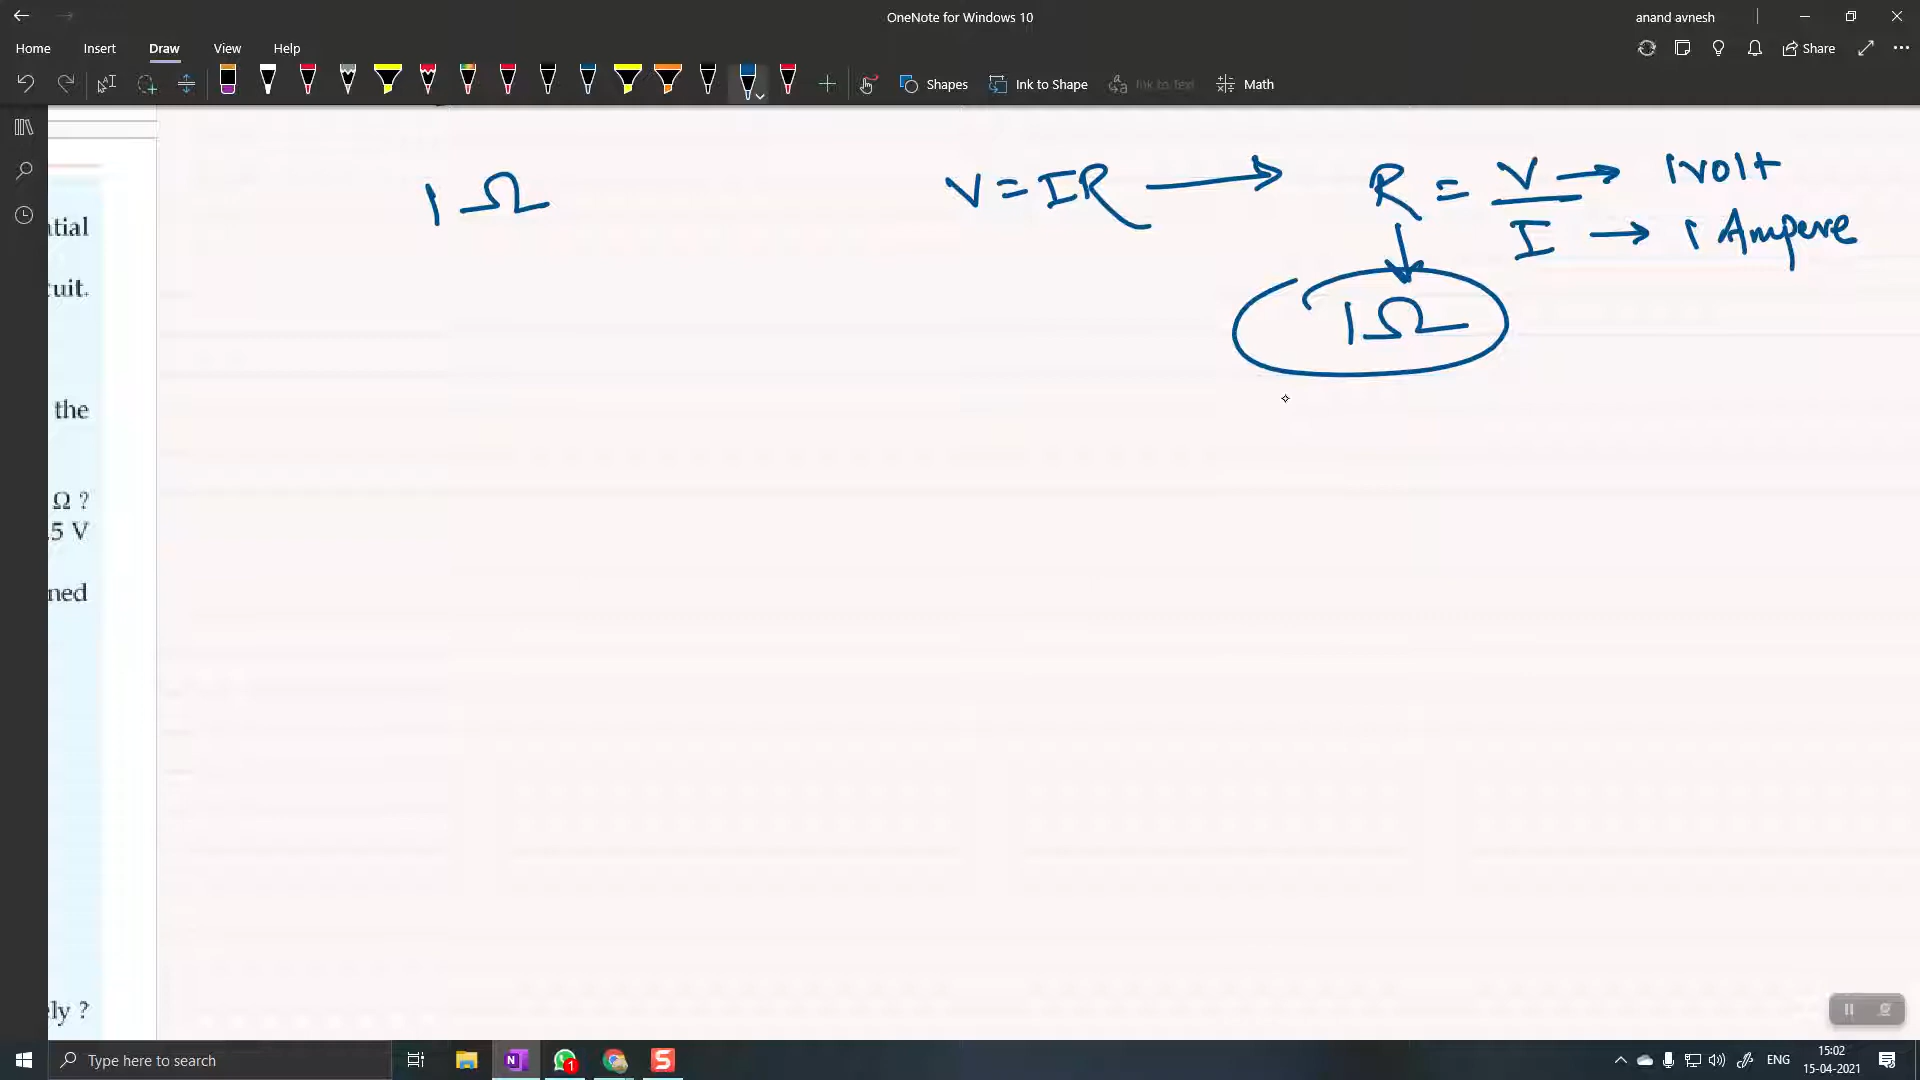 OneNote for Windows 10
anand avnesh
Home Insert Draw View Help
Share
Shapes Ink to Shape Ink to Text Math
1 Ω V = IR → R = V/I
V → 1 volt
I → 1 Ampere
1 Ω
tial
cuit.
the
Ω ?
.5 V
ned
ly ?
Type here to search
1
ENG
15:02
15-04-2021